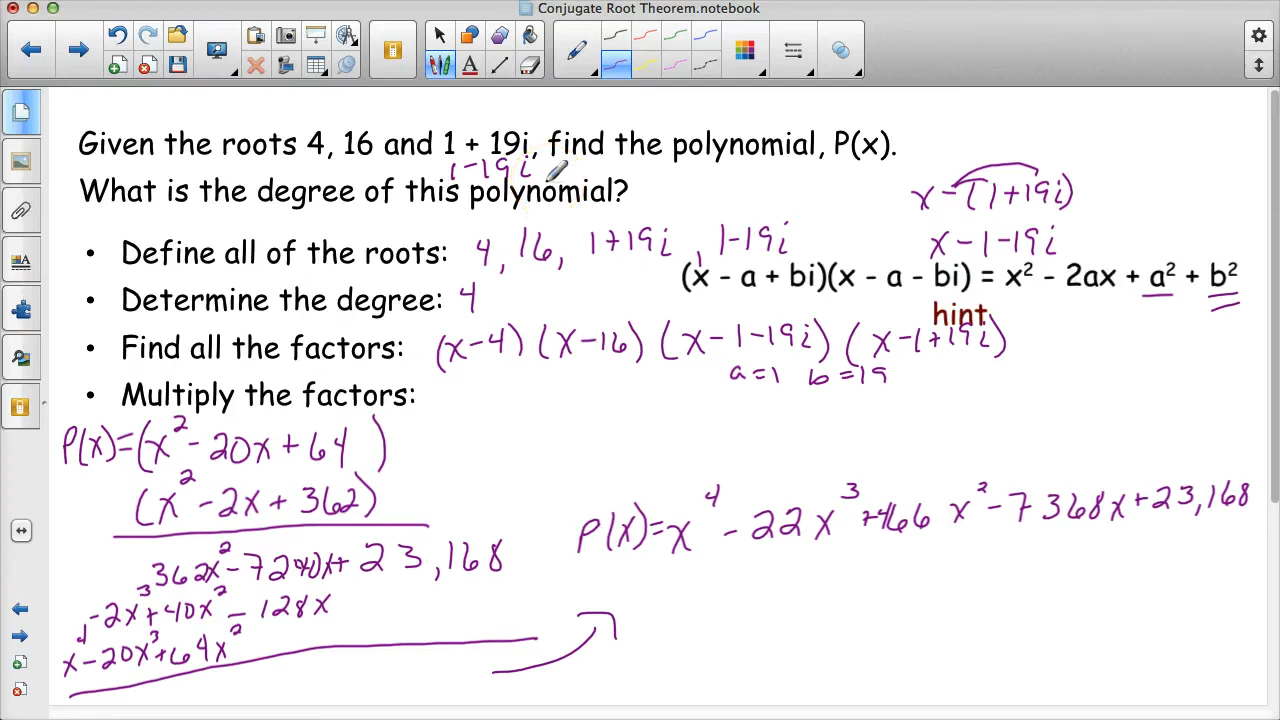 Conjugate Root Theorem.notebook
Given the roots 4, 16 and 1 + 19i, find the polynomial, P(x).
1-19i
What is the degree of this polynomial?
x - (1+19i)
x - 1 - 19i
• Define all of the roots: 4, 16, 1+19i, 1-19i
(x - a + bi)(x - a - bi) = x² - 2ax + a² + b²
hint
• Determine the degree: 4
• Find all the factors: (x-4) (x-16) (x-1-19i) (x-1+19i)
a=1 b=19
• Multiply the factors:
P(x)=(x² - 20x + 64 )
(x² - 2x + 362)
362x² - 7240x + 23,168
-2x³ + 40x² - 128x
x⁴ - 20x³ + 64x²
P(x)= x⁴ - 22x³ + 466x² - 7368x + 23,168